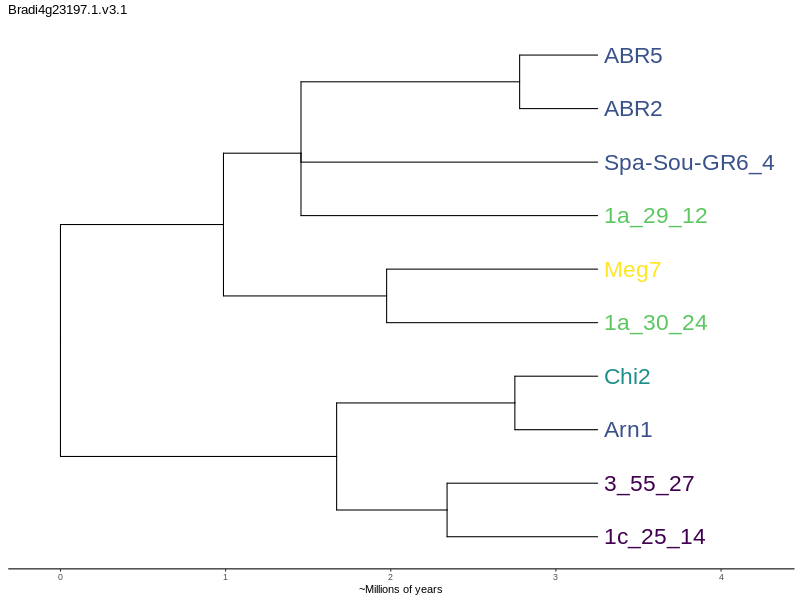 Bradi4g23197.1.v3.1
ABR5
ABR2
Spa-Sou-GR6_4
1a_29_12
Meg7
1a_30_24
Chi2
Arn1
3_55_27
1c_25_14
0 1 2 3 4
~Millions of years